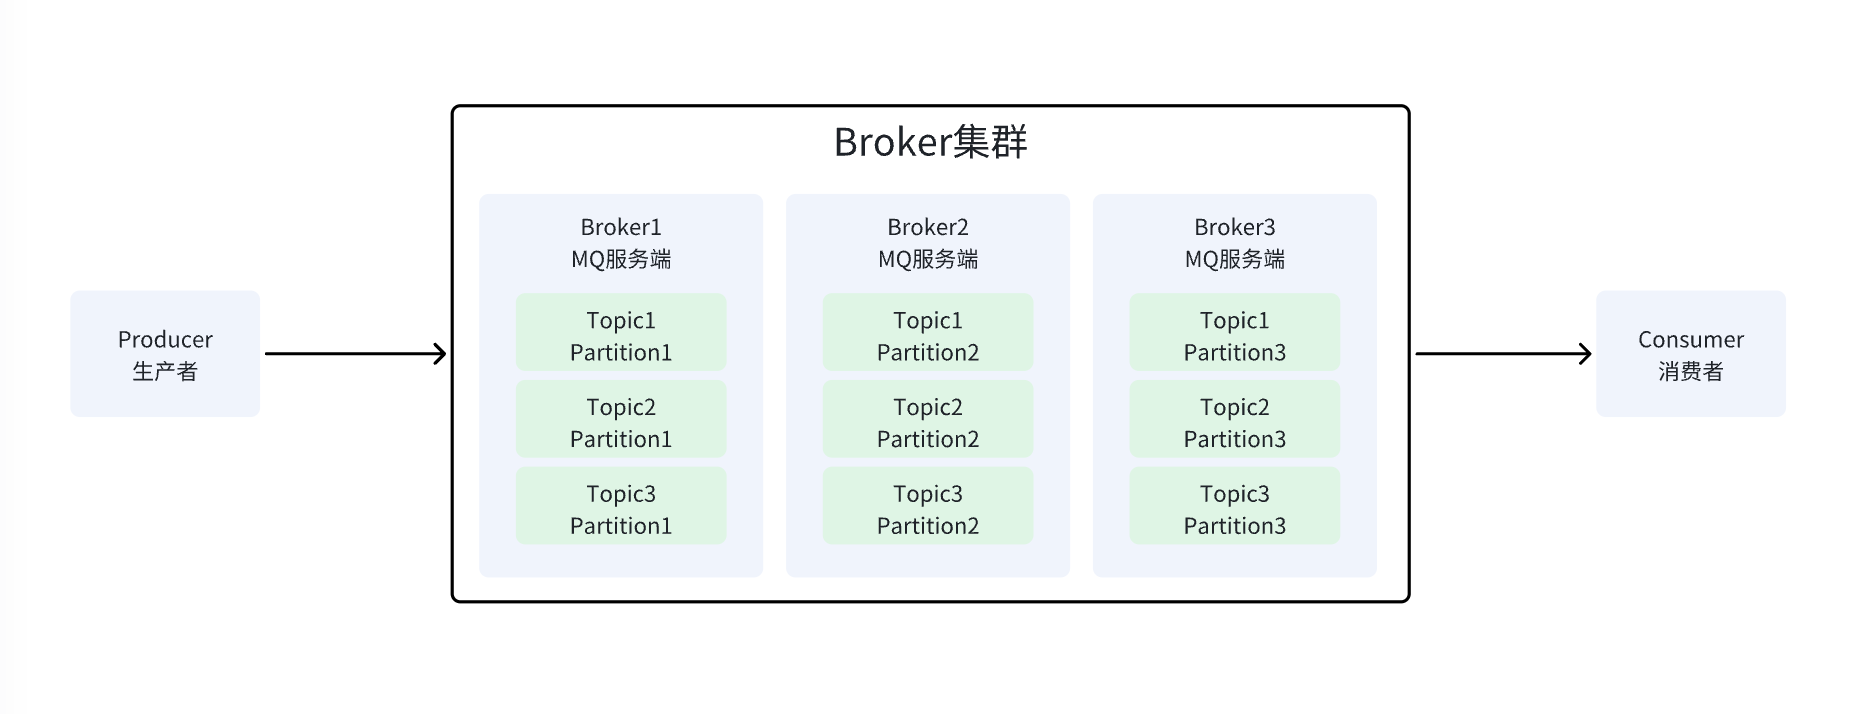 Broker集群
Producer
生产者
Broker1
MQ服务端
Topic1
Partition1
Topic2
Partition1
Topic3
Partition1
Broker2
MQ服务端
Topic1
Partition2
Topic2
Partition2
Topic3
Partition2
Broker3
MQ服务端
Topic1
Partition3
Topic2
Partition3
Topic3
Partition3
Consumer
消费者